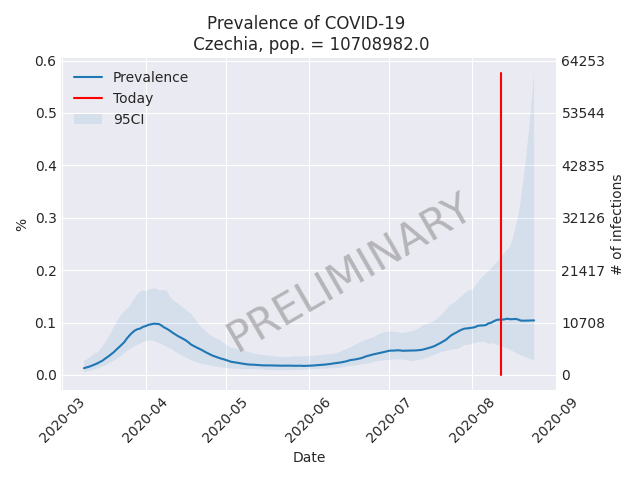 Prevalence of COVID-19
Czechia, pop. = 10708982.0
0.6
0.5
0.4
0.3
0.2
0.1
0.0
%
Prevalence
Today
95CI
PRELIMINARY
64253
53544
42835
32126
21417
10708
0
# of infections
2020-03
2020-04
2020-05
2020-06
2020-07
2020-08
2020-09
Date